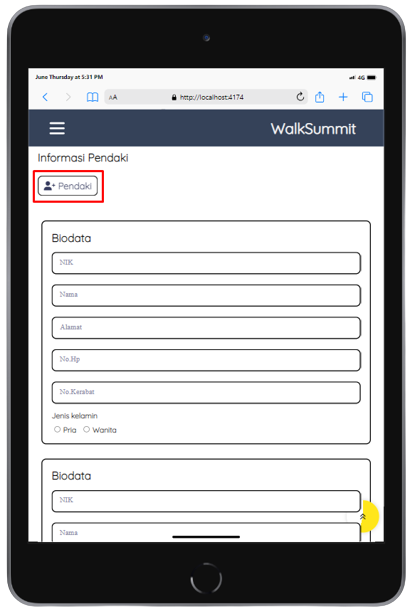 June Thursday at 5:31 PM
4G
AA
http://localhost:4174
WalkSummit
Informasi Pendaki
Pendaki
Biodata
NIK
Nama
Alamat
No.Hp
No.Kerabat
Jenis kelamin
Pria Wanita
Biodata
NIK
Nama